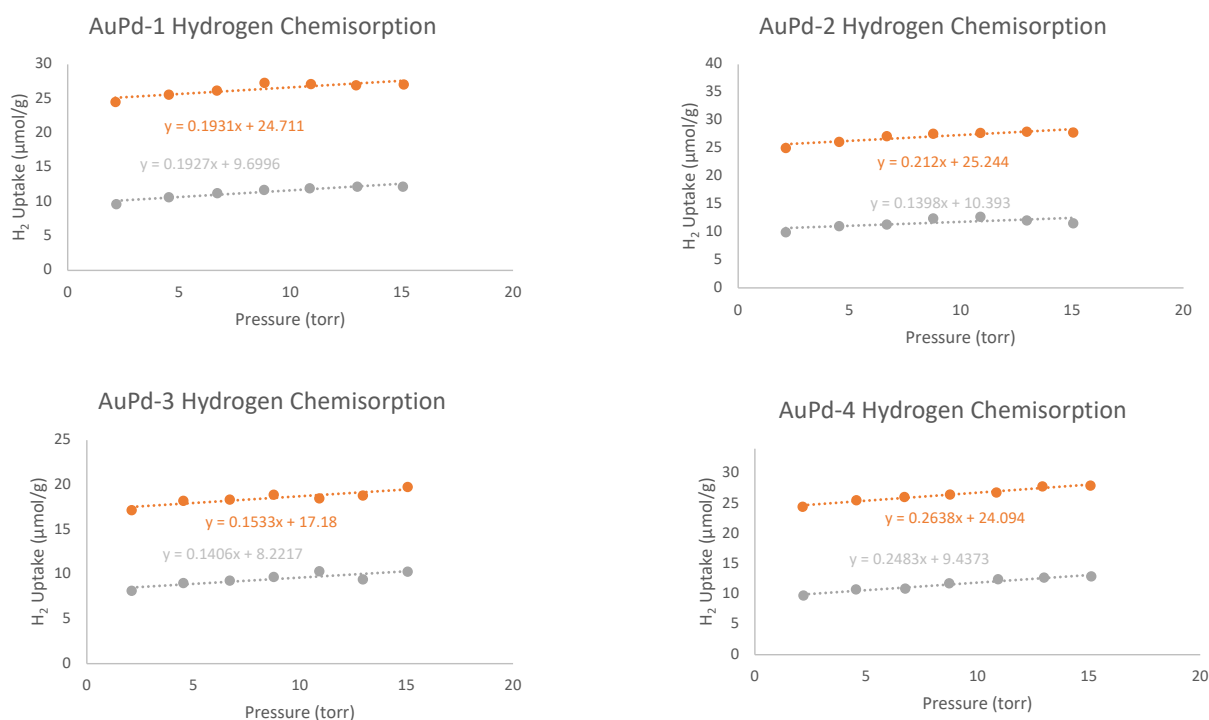 AuPd-1 Hydrogen Chemisorption
30
25
20
15
10
5
0
H₂ Uptake (µmol/g)
y = 0.1931x + 24.711
y = 0.1927x + 9.6996
0 5 10 15 20
Pressure (torr)
AuPd-2 Hydrogen Chemisorption
40
35
30
25
20
15
10
5
0
H₂ Uptake (µmol/g)
y = 0.212x + 25.244
y = 0.1398x + 10.393
0 5 10 15 20
Pressure (torr)
AuPd-3 Hydrogen Chemisorption
25
20
15
10
5
0
H₂ Uptake (µmol/g)
y = 0.1533x + 17.18
y = 0.1406x + 8.2217
0 5 10 15 20
Pressure (torr)
AuPd-4 Hydrogen Chemisorption
30
25
20
15
10
5
0
H₂ Uptake (µmol/g)
y = 0.2638x + 24.094
y = 0.2483x + 9.4373
0 5 10 15 20
Pressure (torr)